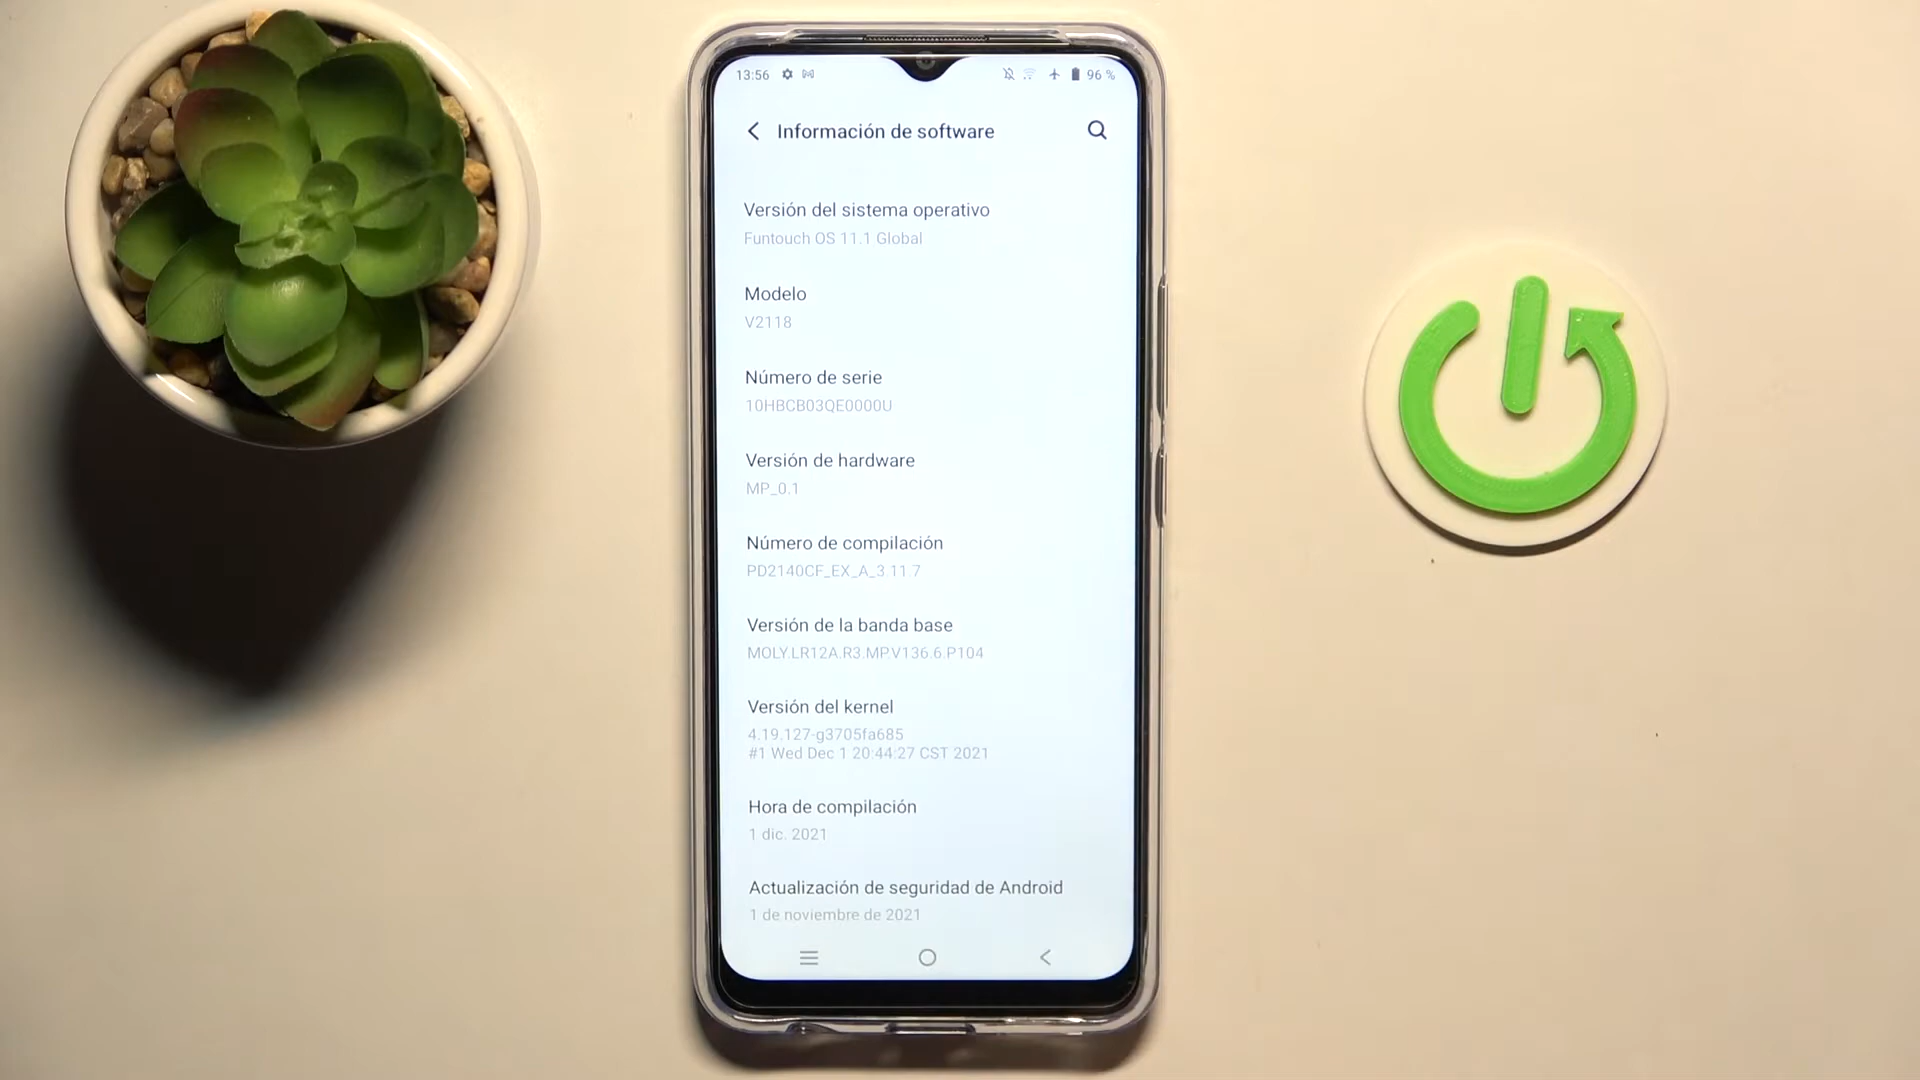 13:56 96 %
Información de software
Versión del sistema operativo
Funtouch OS 11.1 Global
Modelo
V2118
Número de serie
10HBCB03QE0000U
Versión de hardware
MP_0.1
Número de compilación
PD2140CF_EX_A_3.11.7
Versión de la banda base
MOLY.LR12A.R3.MP.V136.6.P104
Versión del kernel
4.19.127-g3705fa685
#1 Wed Dec 1 20:44:27 CST 2021
Hora de compilación
1 dic. 2021
Actualización de seguridad de Android
1 de noviembre de 2021